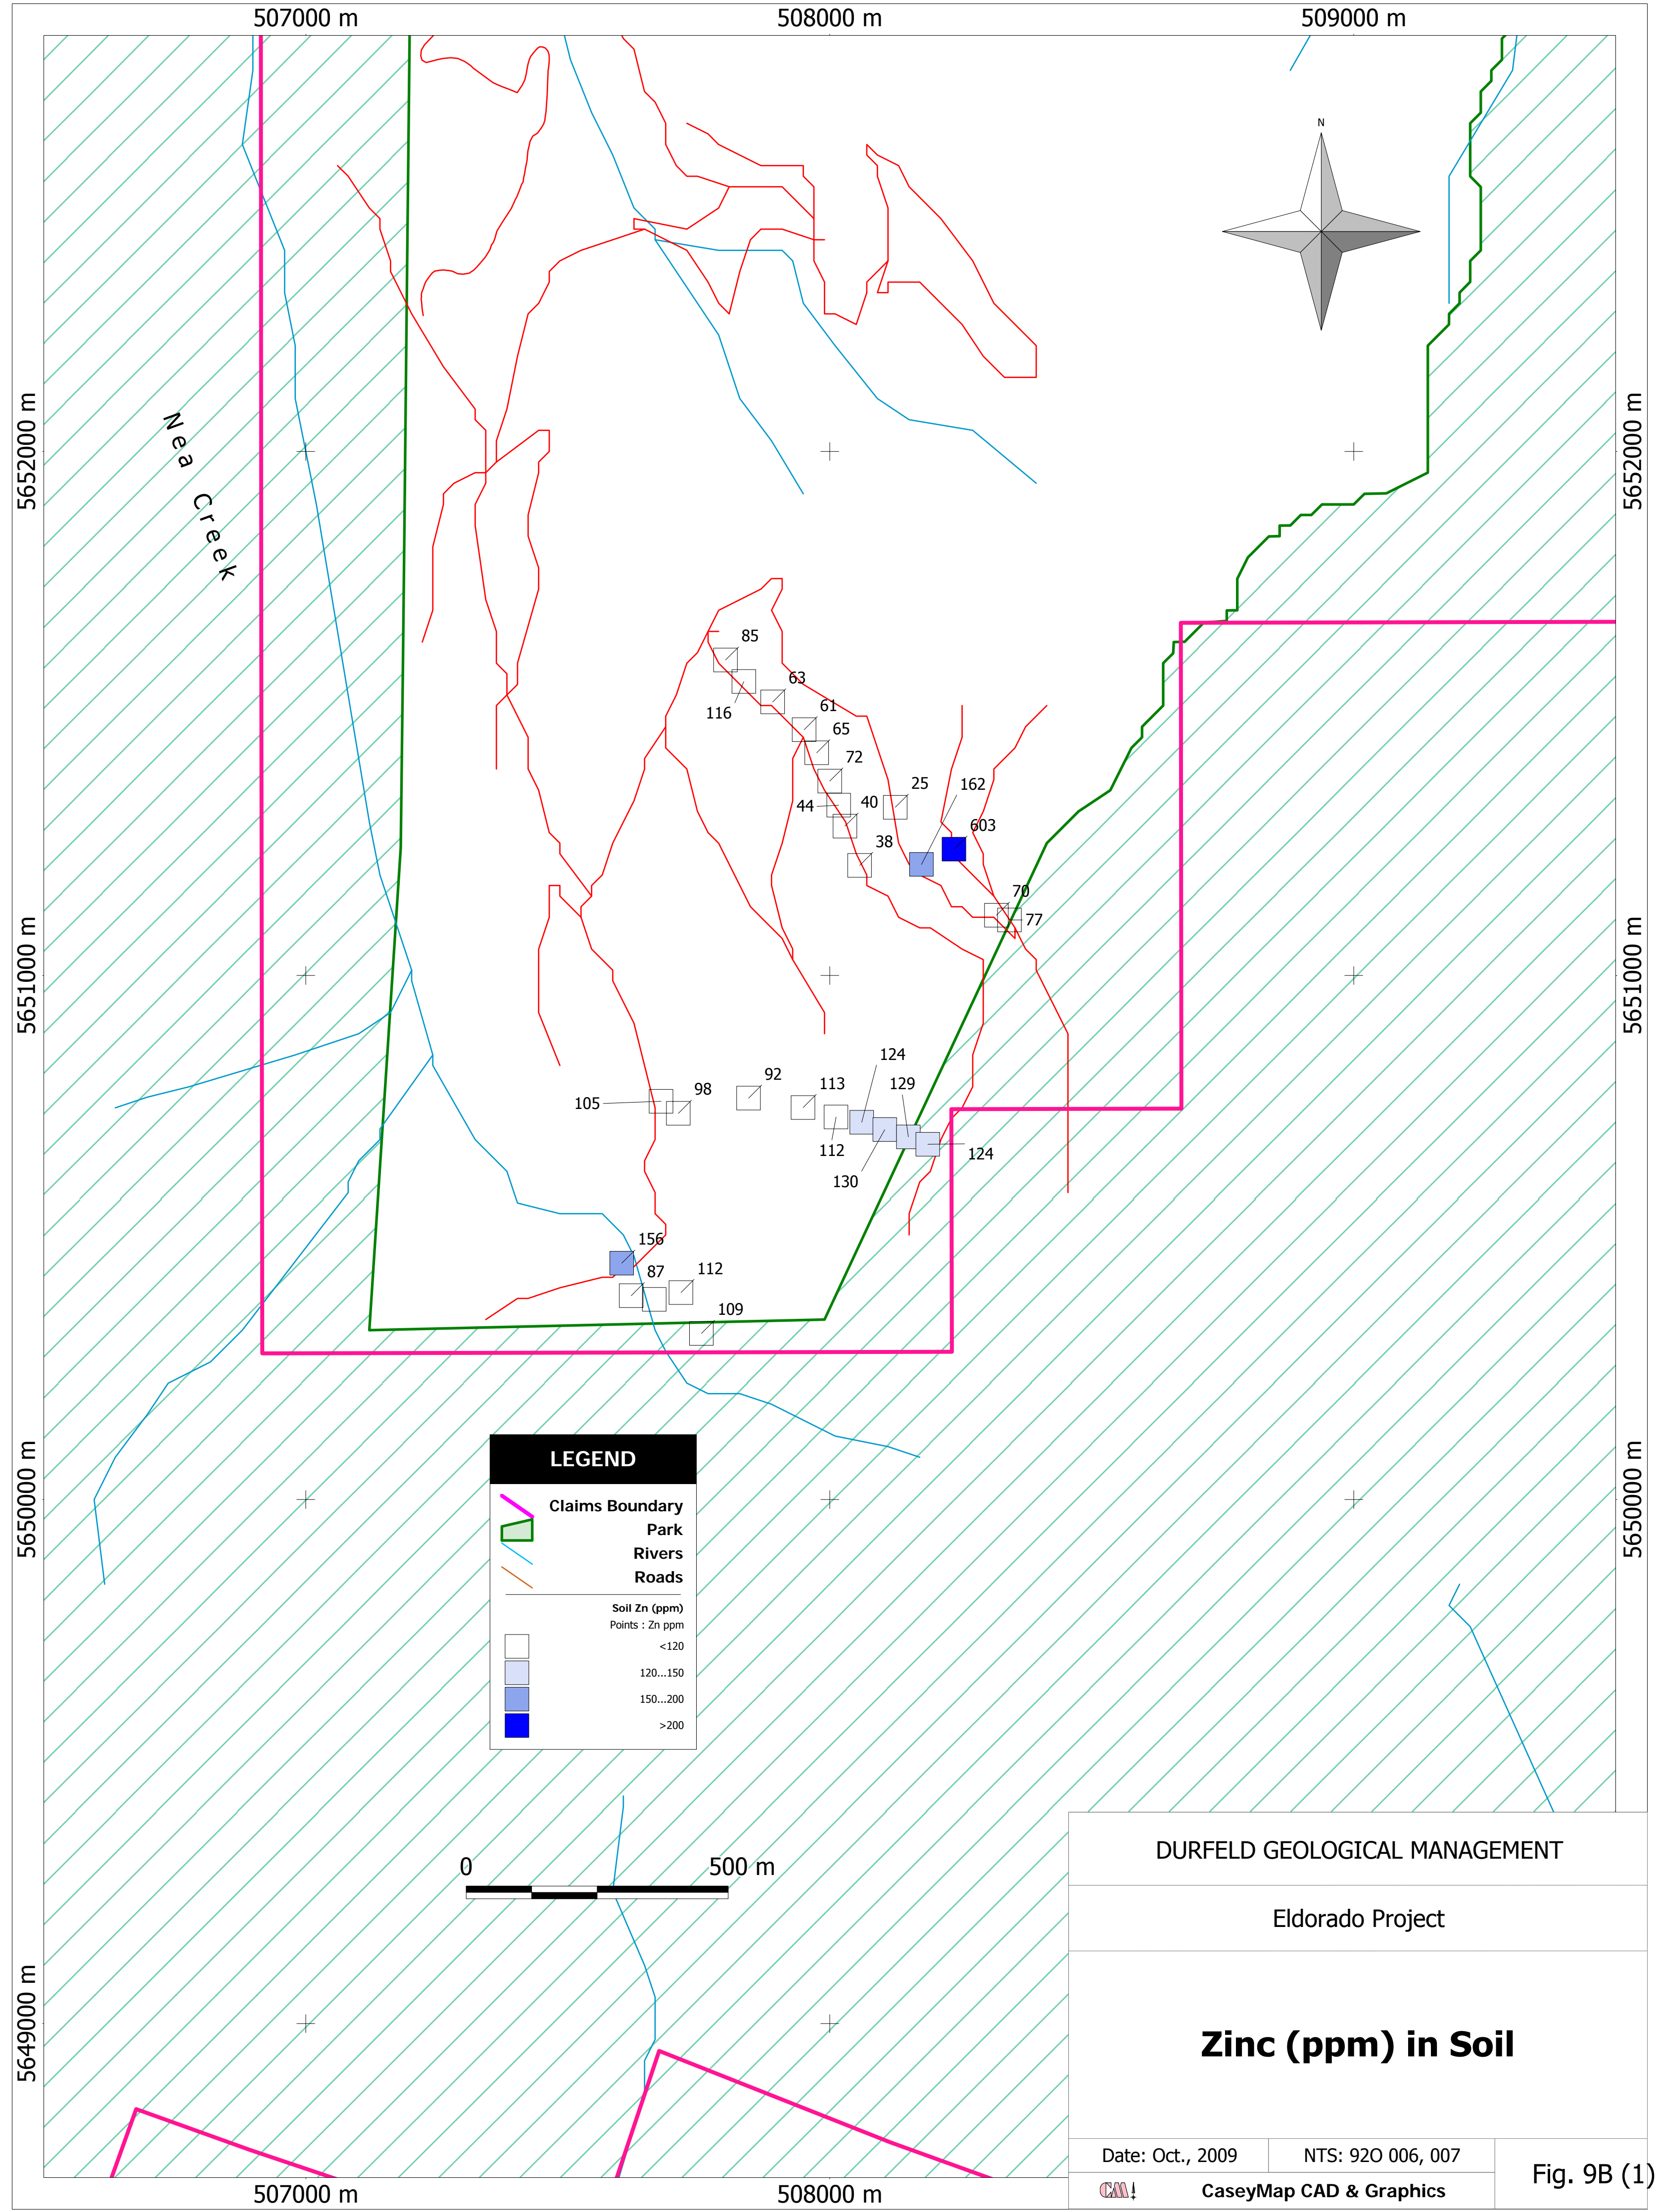 507000 m
508000 m
509000 m
N
5652000 m
5652000 m
Nea Creek
85
63
116
61
65
72
25
162
44
40
603
38
70
77
5651000 m
5651000 m
124
92
113
129
98
105
112
124
130
156
87
112
109
LEGEND
Claims Boundary
Park
Rivers
Roads
Soil Zn (ppm)
Points : Zn ppm
<120
120...150
150...200
>200
5650000 m
5650000 m
0
500 m
5649000 m
DURFELD GEOLOGICAL MANAGEMENT
Eldorado Project
Zinc (ppm) in Soil
Date: Oct., 2009
NTS: 92O 006, 007
Fig. 9B (1)
CM
CaseyMap CAD & Graphics
507000 m
508000 m